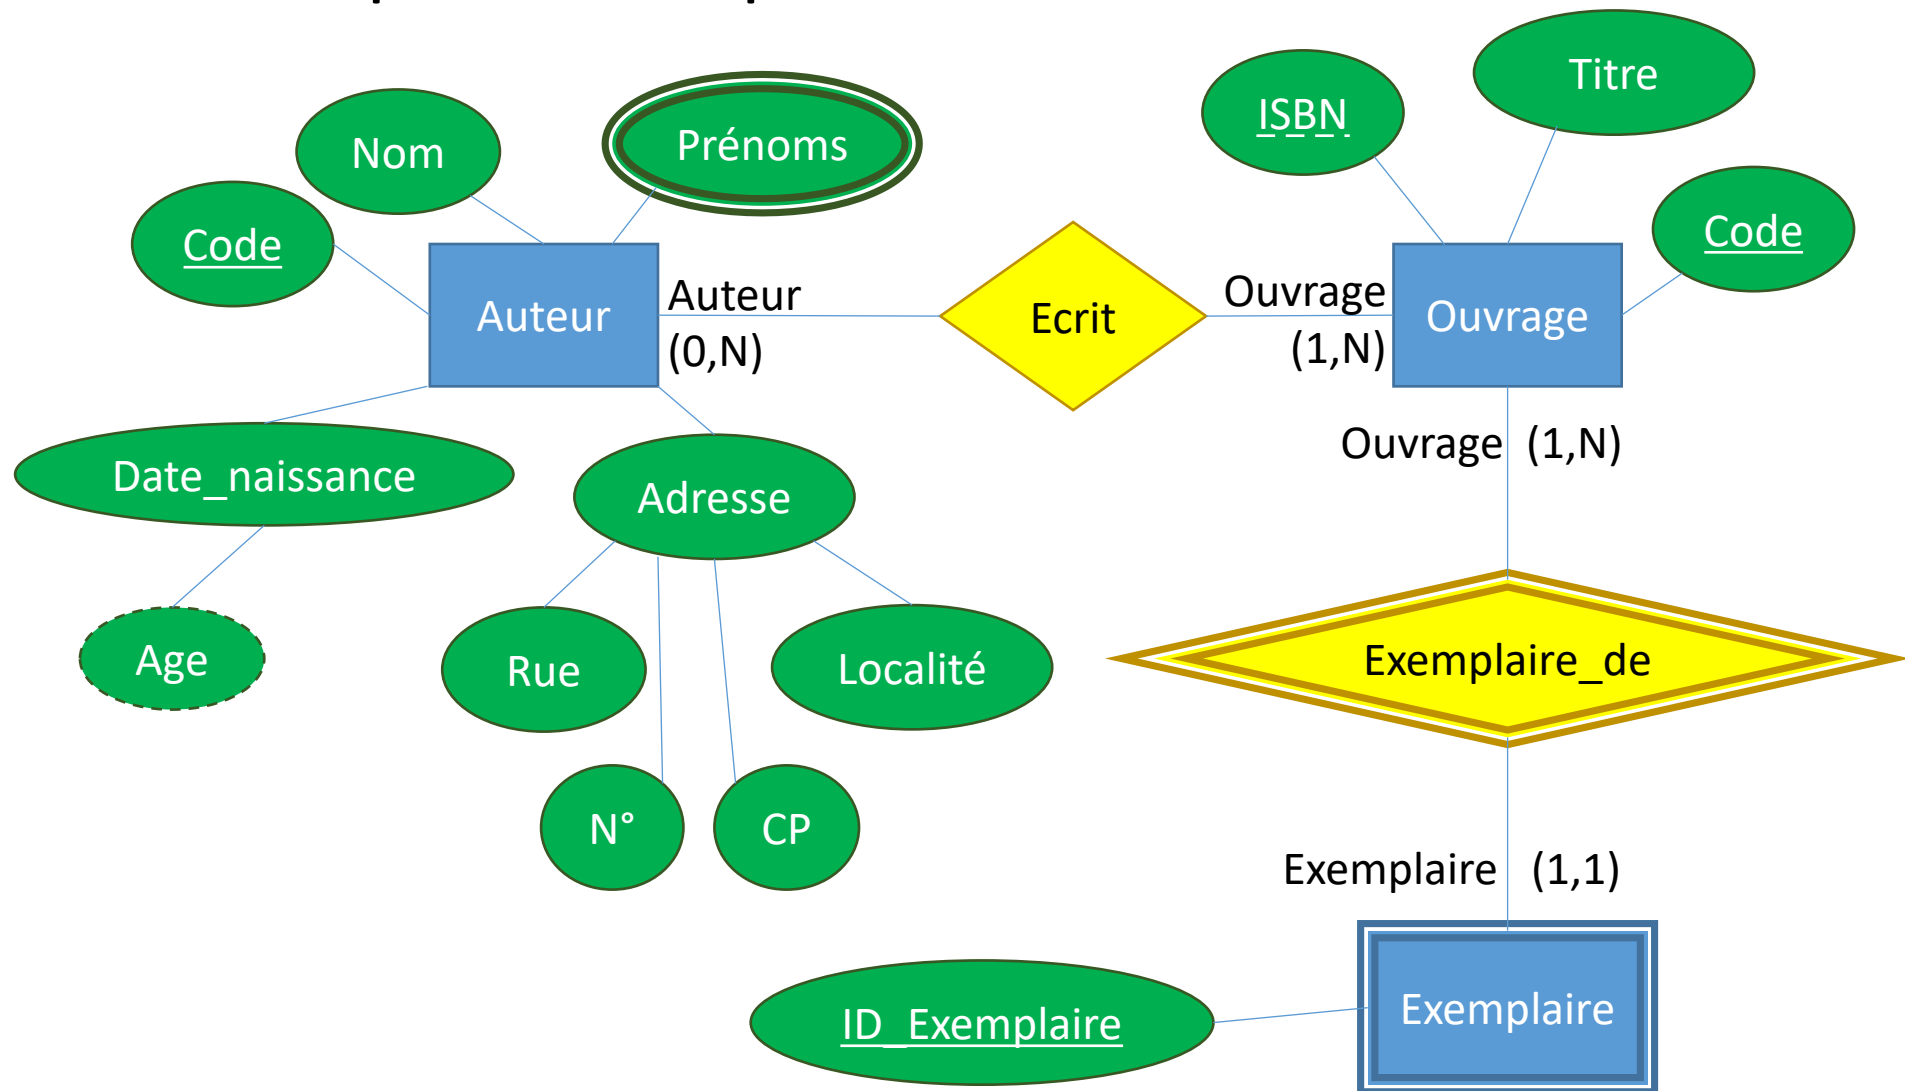 Titre
ISBN
Prénoms
Nom
Code
Code
Auteur
Auteur
(0,N)
Ecrit
Ouvrage
(1,N)
Ouvrage
Ouvrage (1,N)
Date_naissance
Adresse
Age
Rue
Localité
Exemplaire_de
N°
CP
Exemplaire (1,1)
ID_Exemplaire
Exemplaire